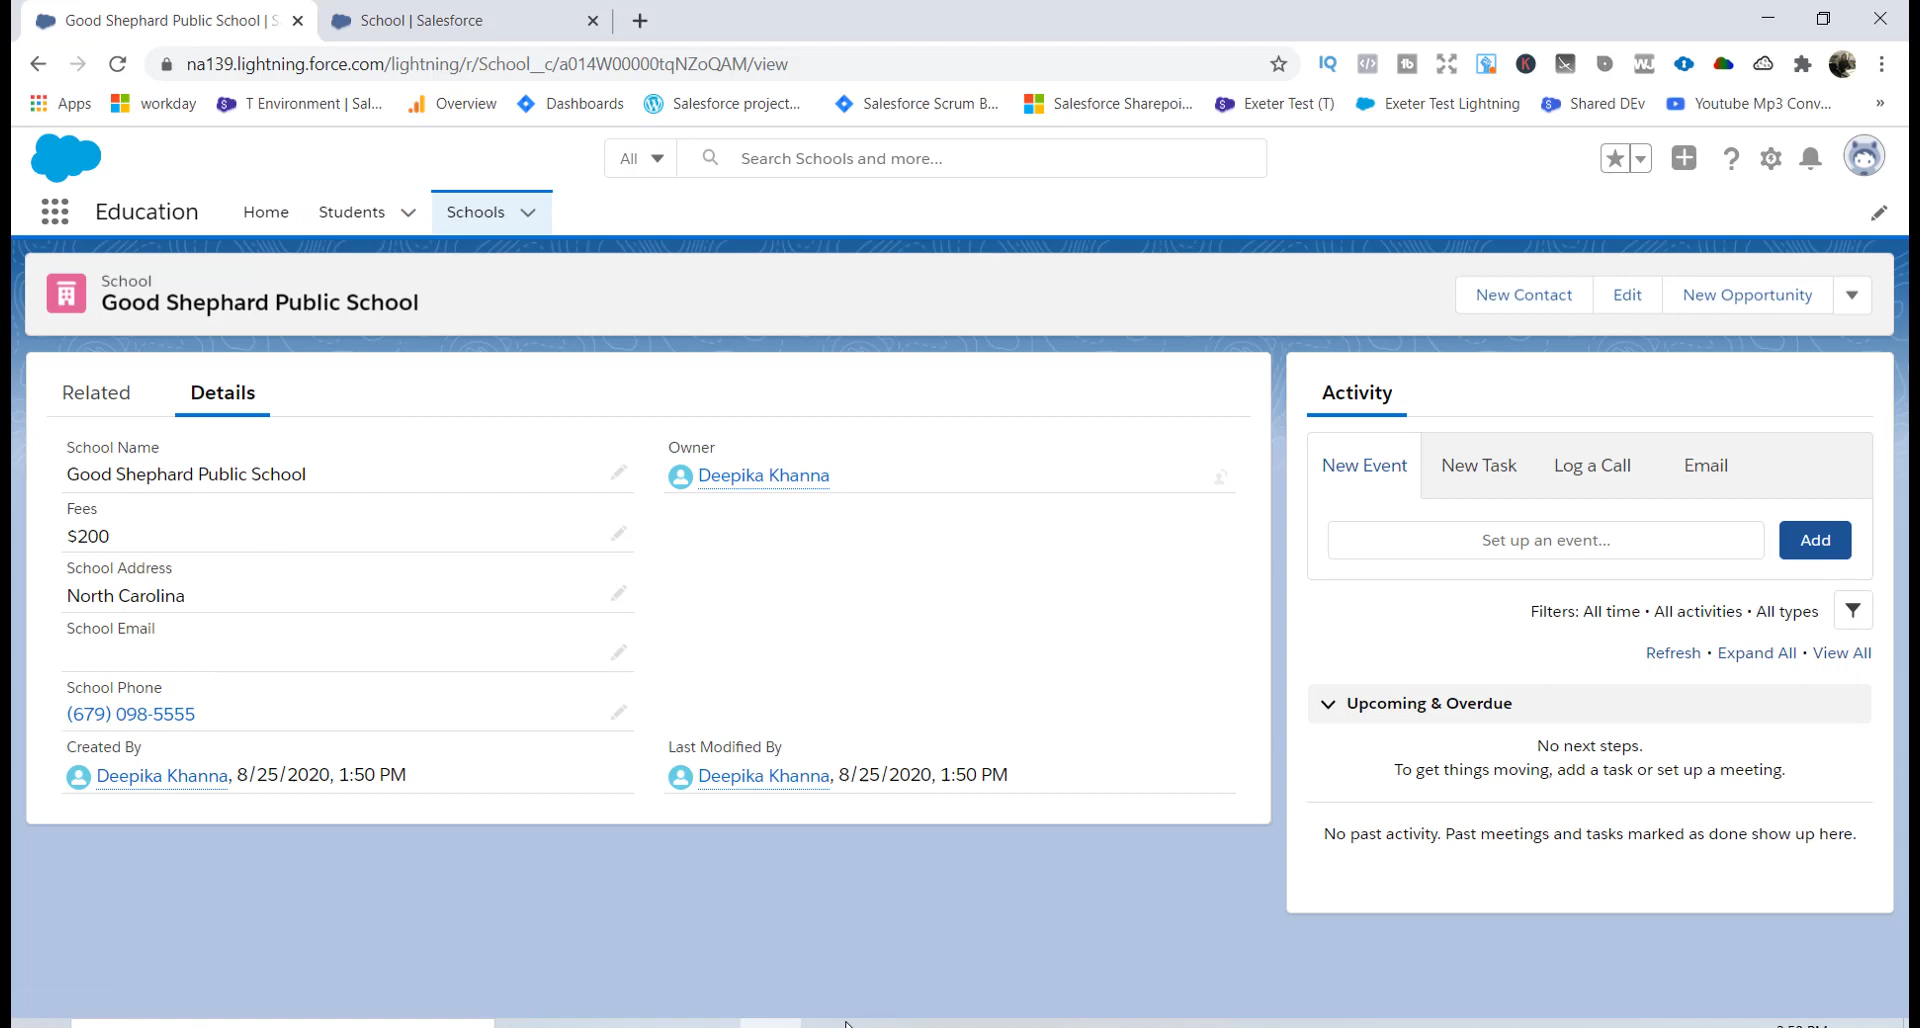 Good Shephard Public School | S
School | Salesforce
na139.lightning.force.com/lightning/r/School__c/a014W00000tqNZoQAM/view
Apps
workday
T Environment | Sal...
Overview
Dashboards
Salesforce project...
Salesforce Scrum B...
Salesforce Sharepoi...
Exeter Test (T)
Exeter Test Lightning
Shared DEv
Youtube Mp3 Conv...
»
All
Search Schools and more...
Education
Home
Students
Schools
School
Good Shephard Public School
New Contact
Edit
New Opportunity
Related
Details
School Name
Good Shephard Public School
Owner
Deepika Khanna
Fees
$200
School Address
North Carolina
School Email
School Phone
(679) 098-5555
Created By
Deepika Khanna, 8/25/2020, 1:50 PM
Last Modified By
Deepika Khanna, 8/25/2020, 1:50 PM
Activity
New Event
New Task
Log a Call
Email
Set up an event...
Add
Filters: All time • All activities • All types
Refresh • Expand All • View All
Upcoming & Overdue
No next steps.
To get things moving, add a task or set up a meeting.
No past activity. Past meetings and tasks marked as done show up here.